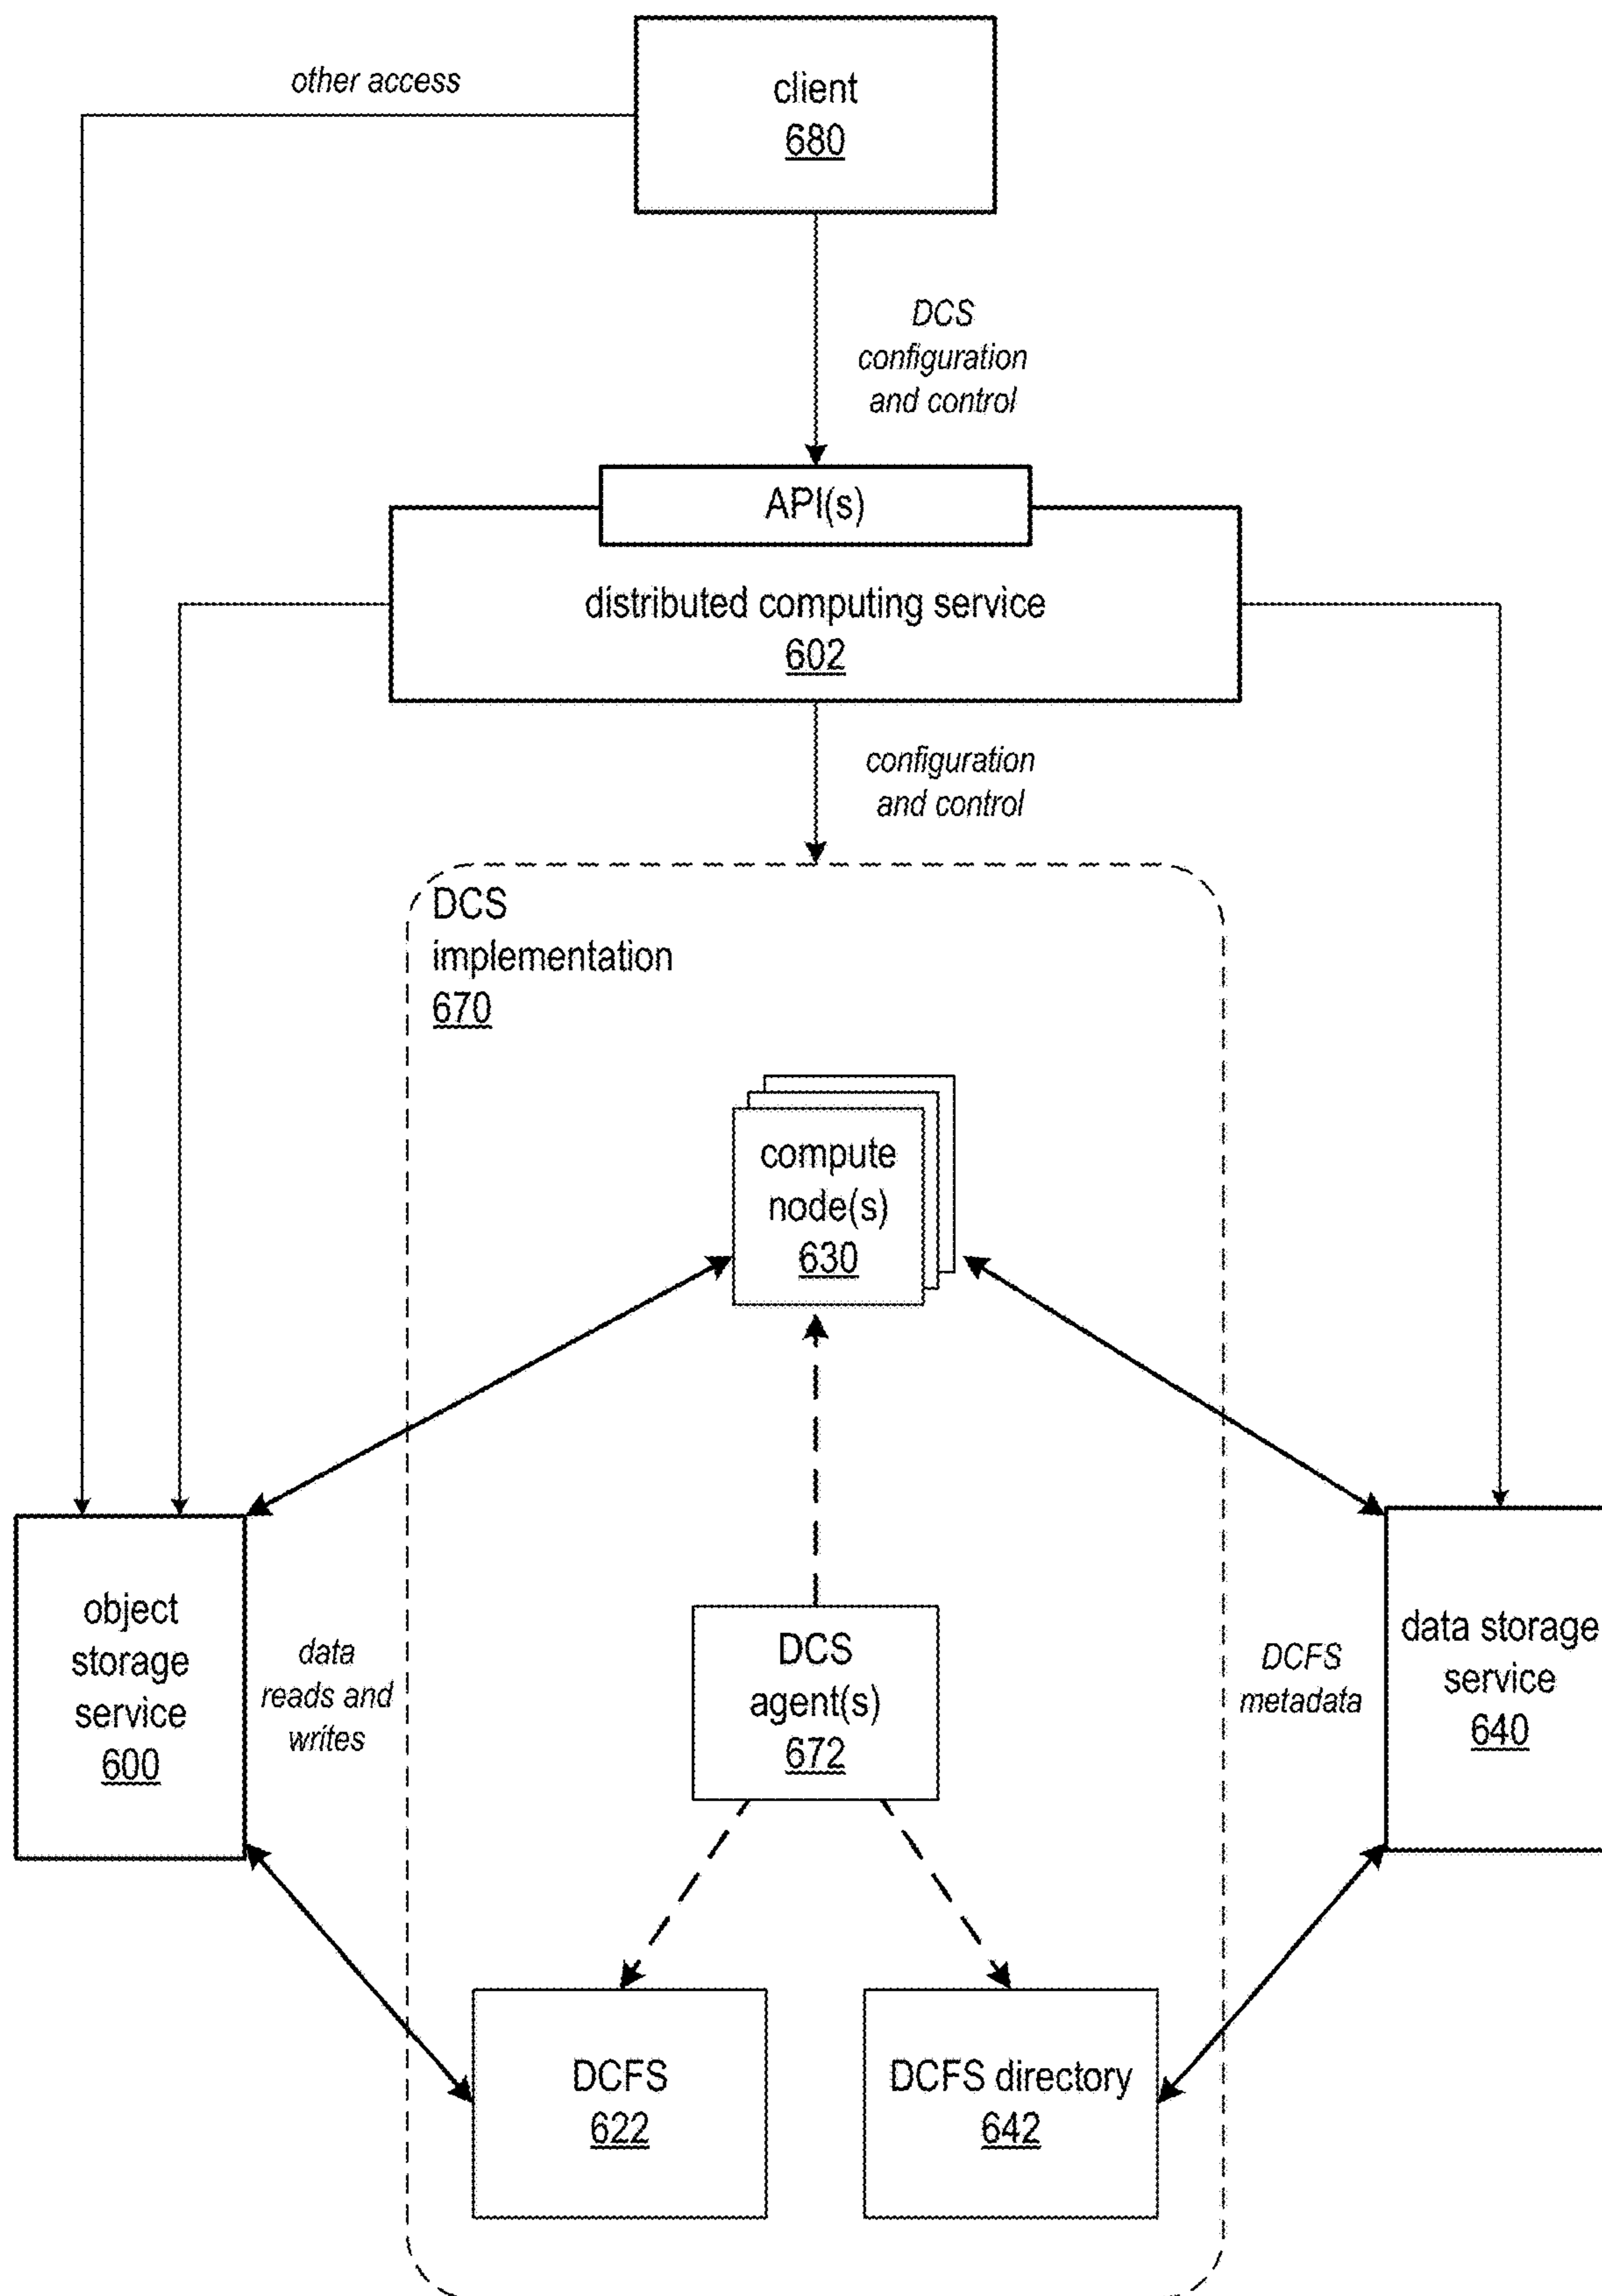 other access
client
680
DCS
configuration
and control
API(s)
distributed computing service
602
configuration
and control
DCS
implementation
670
compute
node(s)
630
object
storage
service
600
data
reads and
writes
DCS
agent(s)
672
DCFS
metadata
data storage
service
640
DCFS
622
DCFS directory
642